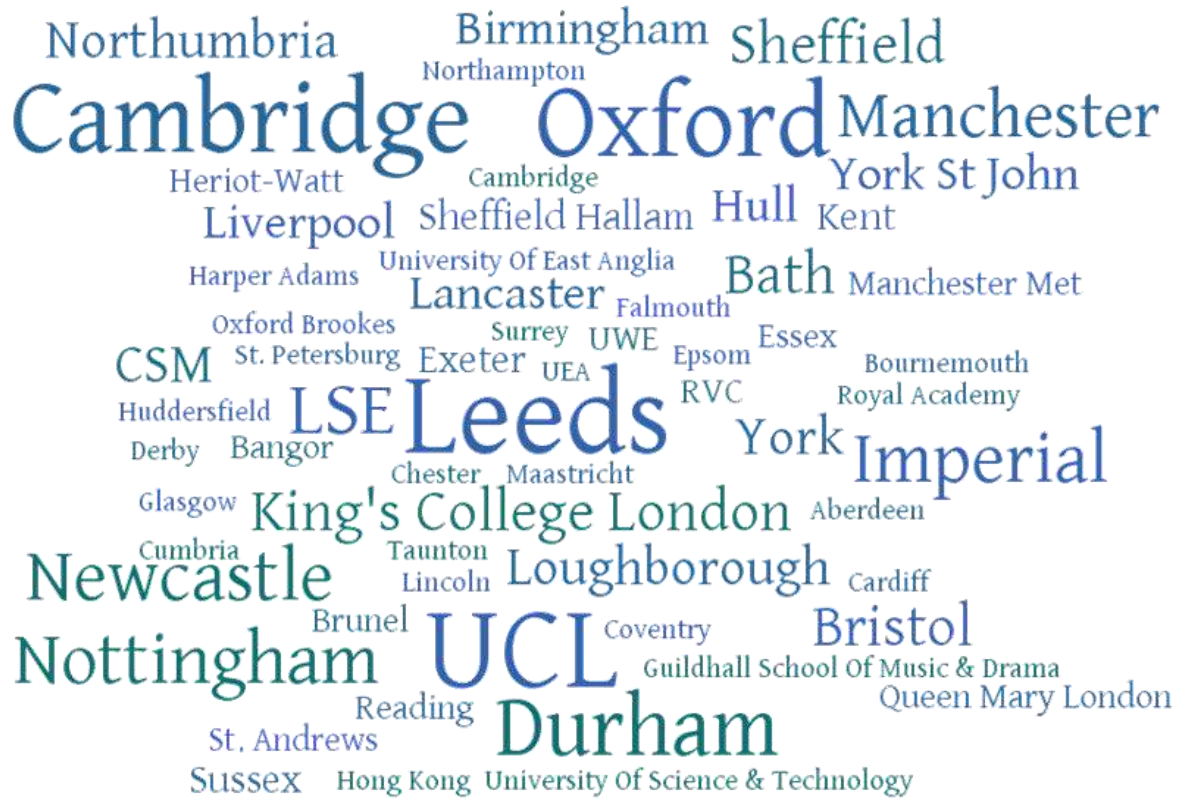 Northumbria Birmingham Sheffield
Northampton
Cambridge Oxford Manchester
Heriot-Watt Cambridge York St John
Liverpool Sheffield Hallam Hull Kent
Harper Adams University Of East Anglia Bath Manchester Met
Lancaster Falmouth
Oxford Brookes Surrey UWE Essex
CSM St. Petersburg Exeter UEA Epsom Bournemouth
Huddersfield LSE Leeds RVC Royal Academy
Derby Bangor York Imperial
Chester Maastricht
Glasgow King's College London Aberdeen
Cumbria Taunton
Newcastle Lincoln Loughborough Cardiff
Brunel UCL Coventry Bristol
Nottingham Guildhall School Of Music & Drama
Reading Durham Queen Mary London
St. Andrews
Sussex Hong Kong University Of Science & Technology